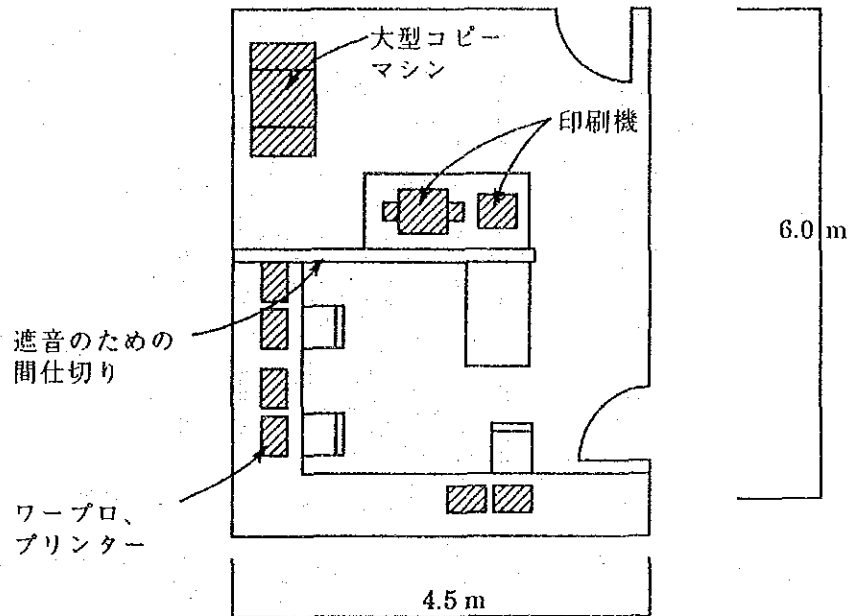 大型コピー
マシン
印刷機
6.0 m
遮音のための
間仕切り
ワープロ、
プリンター
4.5 m